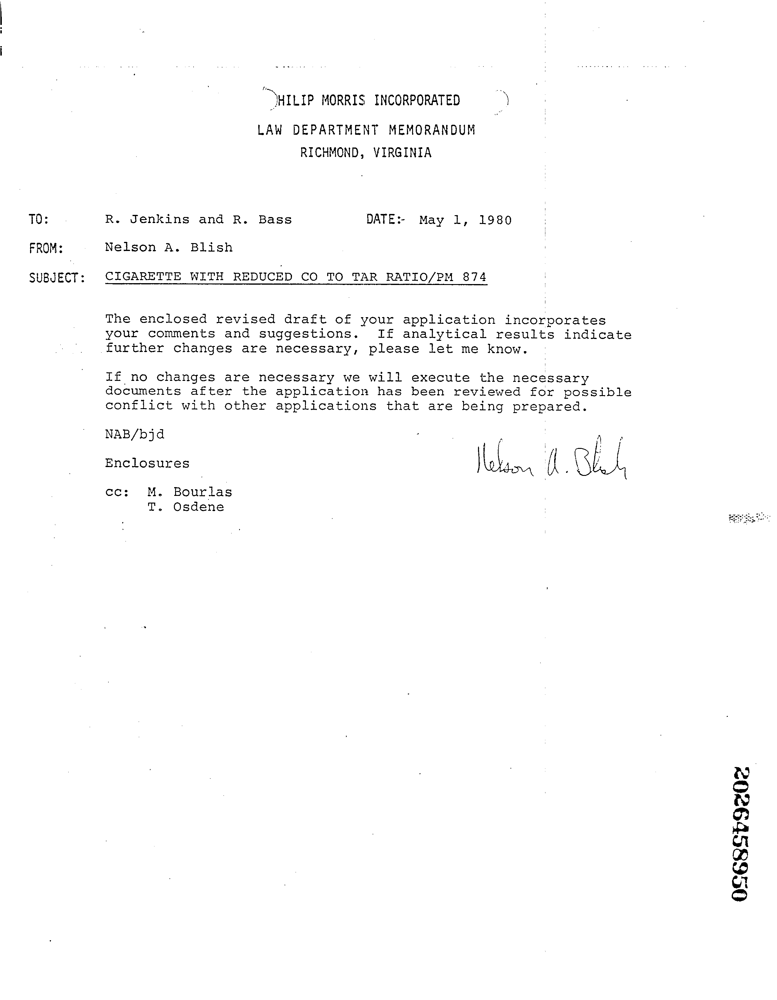 PHILIP MORRIS INCORPORATED
LAW DEPARTMENT MEMORANDUM
RICHMOND, VIRGINIA
TO: R. Jenkins and R. Bass DATE:- May 1, 1980
FROM: Nelson A. Blish
SUBJECT: CIGARETTE WITH REDUCED CO TO TAR RATIO/PM 874
The enclosed revised draft of your application incorporates
your comments and suggestions. If analytical results indicate
further changes are necessary, please let me know.
If no changes are necessary we will execute the necessary
documents after the application has been reviewed for possible
conflict with other applications that are being prepared.
NAB/bjd
Enclosures
Nelson A. Blish
cc: M. Bourlas
T. Osdene
2026458950